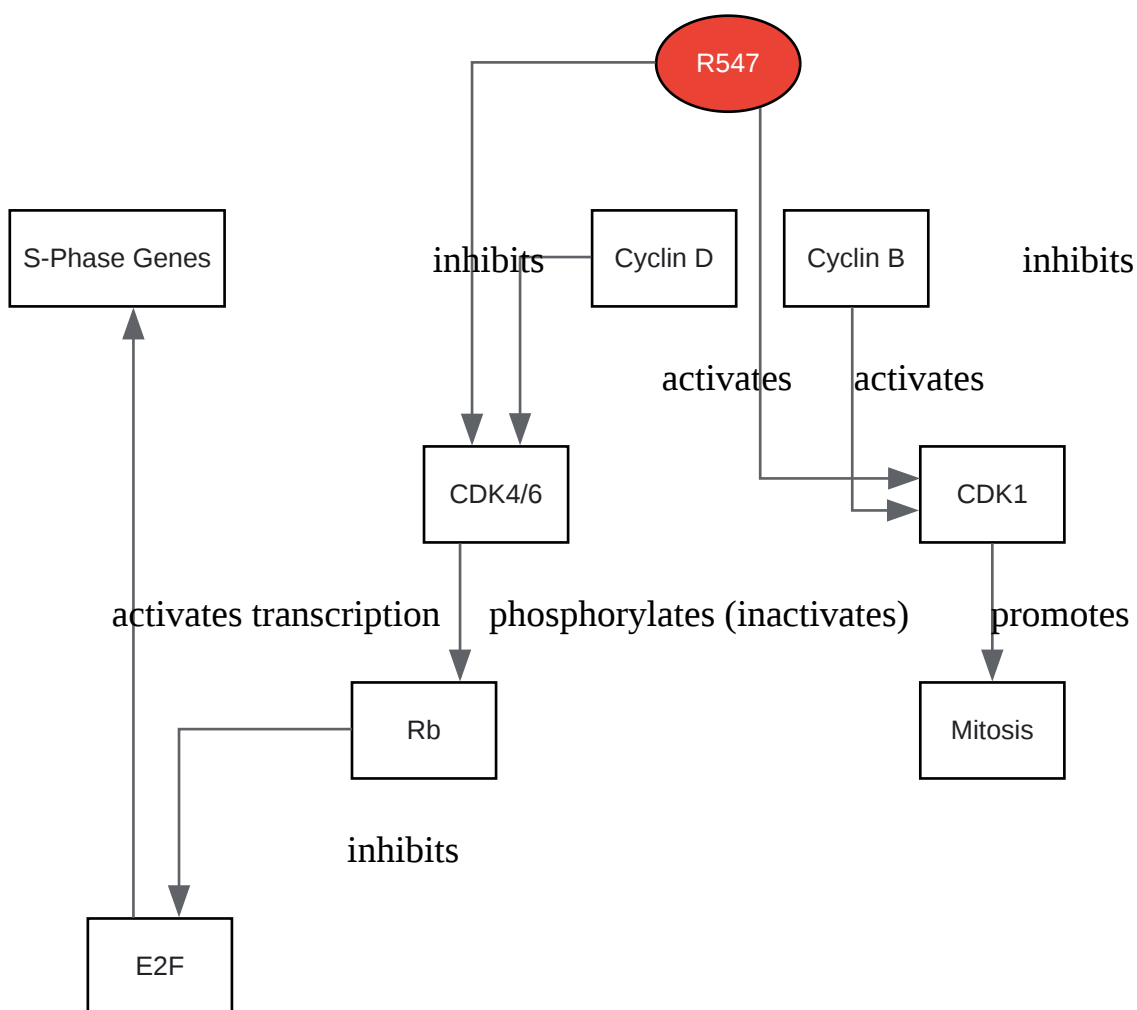 R547
S-Phase Genes
inhibits
Cyclin D
Cyclin B
inhibits
activates
activates
CDK4/6
CDK1
activates transcription
phosphorylates (inactivates)
promotes
Rb
Mitosis
inhibits
E2F